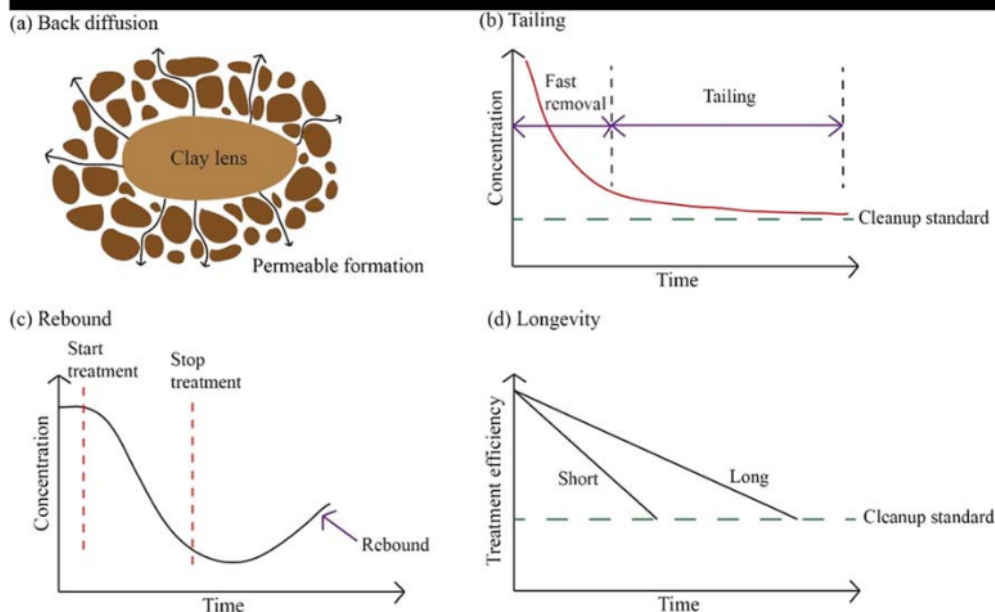 (a) Back diffusion
Clay lens
Permeable formation
(b) Tailing
Concentration
Fast
removal
Tailing
Cleanup standard
Time
(c) Rebound
Start
treatment
Stop
treatment
Concentration
Rebound
Time
(d) Longevity
Treatment efficiency
Short
Long
Cleanup standard
Time